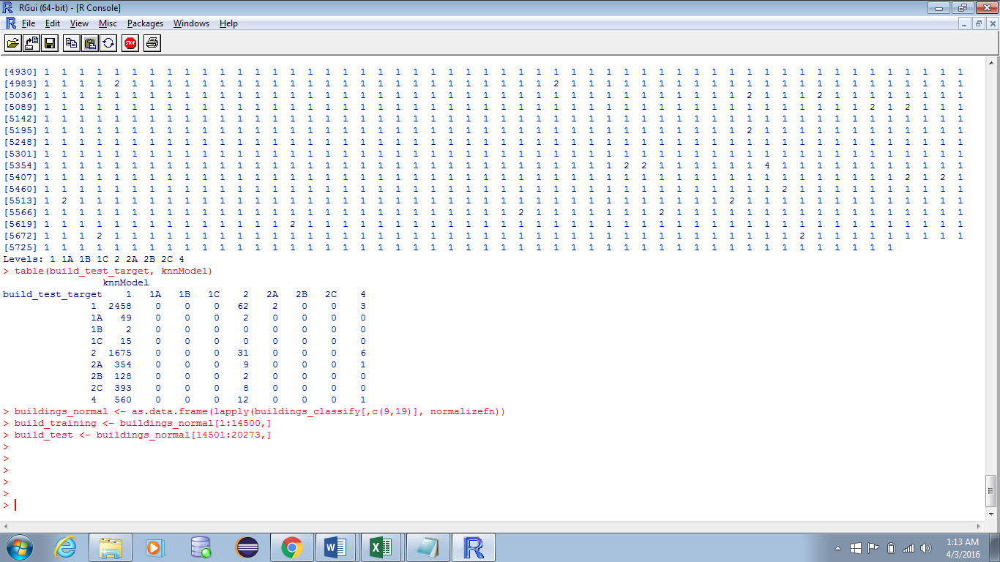 RGui (64-bit) - [R Console]
File Edit View Misc Packages Windows Help
STOP
[4930] 1 1 1 1 1 1 1 1 1 1 1 1 1 1 1 1 1 1 1 1 1 1 1 1 1 1 1 1 1 1 1 1 1 1 1 1 1 1 1 1 1 1 1 1 1 1 1 1 1 1 1 1 1
[4983] 1 1 1 1 2 1 1 1 1 1 1 1 1 1 1 1 1 1 1 1 1 1 1 1 1 1 1 1 1 2 1 1 1 1 1 1 1 1 1 1 1 1 1 1 1 1 1 1 1 1 1 1 1
[5036] 1 1 1 1 1 1 1 1 1 1 1 1 1 1 1 1 1 1 1 1 1 1 1 1 1 1 1 1 1 1 1 1 1 1 1 1 1 1 1 1 2 1 1 1 2 1 1 1 1 1 1 1 1
[5089] 1 1 1 1 1 1 1 1 1 1 1 1 1 1 1 1 1 1 1 1 1 1 1 1 1 1 1 1 1 1 1 1 1 1 1 1 1 1 1 1 1 1 1 1 1 1 1 2 1 2 1 1 1
[5142] 1 1 1 1 1 1 1 1 1 1 1 1 1 1 1 1 1 1 1 1 1 1 1 1 1 1 1 1 1 1 1 1 1 1 1 1 1 1 1 1 1 1 1 1 1 1 1 1 1 1 1 1 1
[5195] 1 1 1 1 1 1 1 1 1 1 1 1 1 1 1 1 1 1 1 1 1 1 1 1 1 1 1 1 1 1 1 1 1 1 1 1 1 1 1 1 2 1 1 1 1 1 1 1 1 1 1 1 1
[5248] 1 1 1 1 1 1 1 1 1 1 1 1 1 1 1 1 1 1 1 1 1 1 1 1 1 1 1 1 1 1 1 1 1 1 1 1 1 1 1 1 1 1 1 1 1 1 1 1 1 1 1 1 1
[5301] 1 1 1 1 1 1 1 1 1 1 1 1 1 1 1 1 1 1 1 1 1 1 1 1 1 1 1 1 1 1 1 1 1 1 1 1 1 1 1 1 1 1 1 1 1 1 1 1 1 1 1 1 1
[5354] 1 1 1 1 1 1 1 1 1 1 1 1 1 1 1 1 1 1 1 1 1 1 1 1 1 1 1 1 1 1 1 1 1 2 2 1 1 1 1 1 1 4 1 1 1 1 1 1 1 1 1 1 1
[5407] 1 1 1 1 1 1 1 1 1 1 1 1 1 1 1 1 1 1 1 1 1 1 1 1 1 1 1 1 1 1 1 1 1 1 1 1 1 1 1 1 1 1 1 1 1 1 1 1 1 2 1 2 1
[5460] 1 1 1 1 1 1 1 1 1 1 1 1 1 1 1 1 1 1 1 1 1 1 1 1 1 1 1 1 1 1 1 1 1 1 1 1 1 1 1 1 1 1 2 1 1 1 1 1 1 1 1 1 1
[5513] 1 2 1 1 1 1 1 1 1 1 1 1 1 1 1 1 1 1 1 1 1 1 1 1 1 1 1 1 1 1 1 1 1 1 1 1 1 1 1 2 1 1 1 1 1 1 1 1 1 1 1 1 1
[5566] 1 1 1 1 1 1 1 1 1 1 1 1 1 1 1 1 1 1 1 1 1 1 1 1 1 1 1 2 1 1 1 1 1 1 1 2 1 1 1 1 1 1 1 1 1 1 1 1 1 1 1 1 1
[5619] 1 1 1 1 1 1 1 1 1 1 1 1 1 1 2 1 1 1 1 1 1 1 1 1 1 1 1 1 1 1 1 1 1 1 1 1 1 1 1 1 1 1 1 1 1 1 1 1 1 1 1 1 1
[5672] 1 1 1 2 1 1 1 1 1 1 1 1 1 1 1 1 1 1 1 1 1 1 1 1 1 1 1 1 1 1 1 1 1 1 1 1 1 1 1 1 1 1 1 2 1 1 1 1 1 1 1 1 1
[5725] 1 1 1 1 1 1 1 1 1 1 1 1 1 1 1 1 1 1 1 1 1 1 1 1 1 1 1 1 1 1 1 1 1 1 1 1 1 1 1 1 1 1 1 1 1 1 1 1 1
Levels: 1 1A 1B 1C 2 2A 2B 2C 4
> table(build_test_target, knnModel)
knnModel
build_test_target 1 1A 1B 1C 2 2A 2B 2C 4
1 2458 0 0 0 62 2 0 0 3
1A 49 0 0 0 2 0 0 0 0
1B 2 0 0 0 0 0 0 0 0
1C 15 0 0 0 0 0 0 0 0
2 1675 0 0 0 31 0 0 0 6
2A 354 0 0 0 9 0 0 0 1
2B 128 0 0 0 2 0 0 0 0
2C 393 0 0 0 8 0 0 0 0
4 560 0 0 0 12 0 0 0 1
> buildings_normal <- as.data.frame(lapply(buildings_classify[,c(9,19)], normalizefn))
> build_training <- buildings_normal[1:14500,]
> build_test <- buildings_normal[14501:20273,]
>
>
>
>
>
>
1:13 AM
4/3/2016